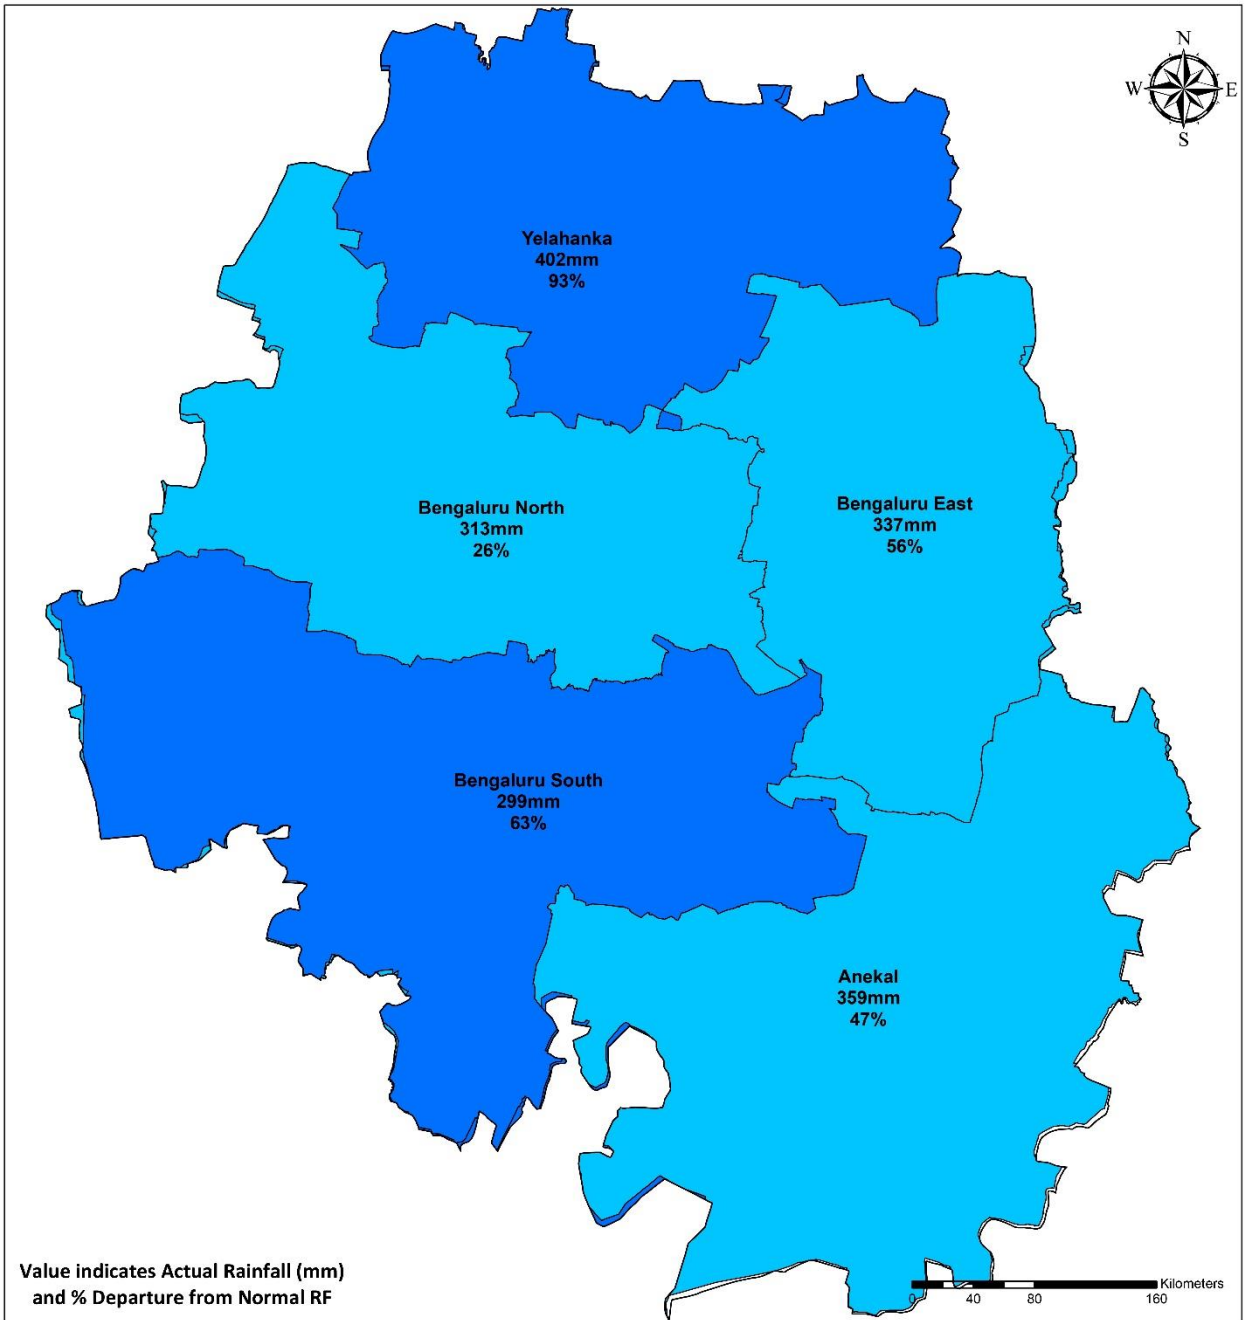 N
W E
S
Yelahanka
402mm
93%
Bengaluru North
313mm
26%
Bengaluru East
337mm
56%
Bengaluru South
299mm
63%
Anekal
359mm
47%
Value indicates Actual Rainfall (mm)
and % Departure from Normal RF
Kilometers
0 40 80 160